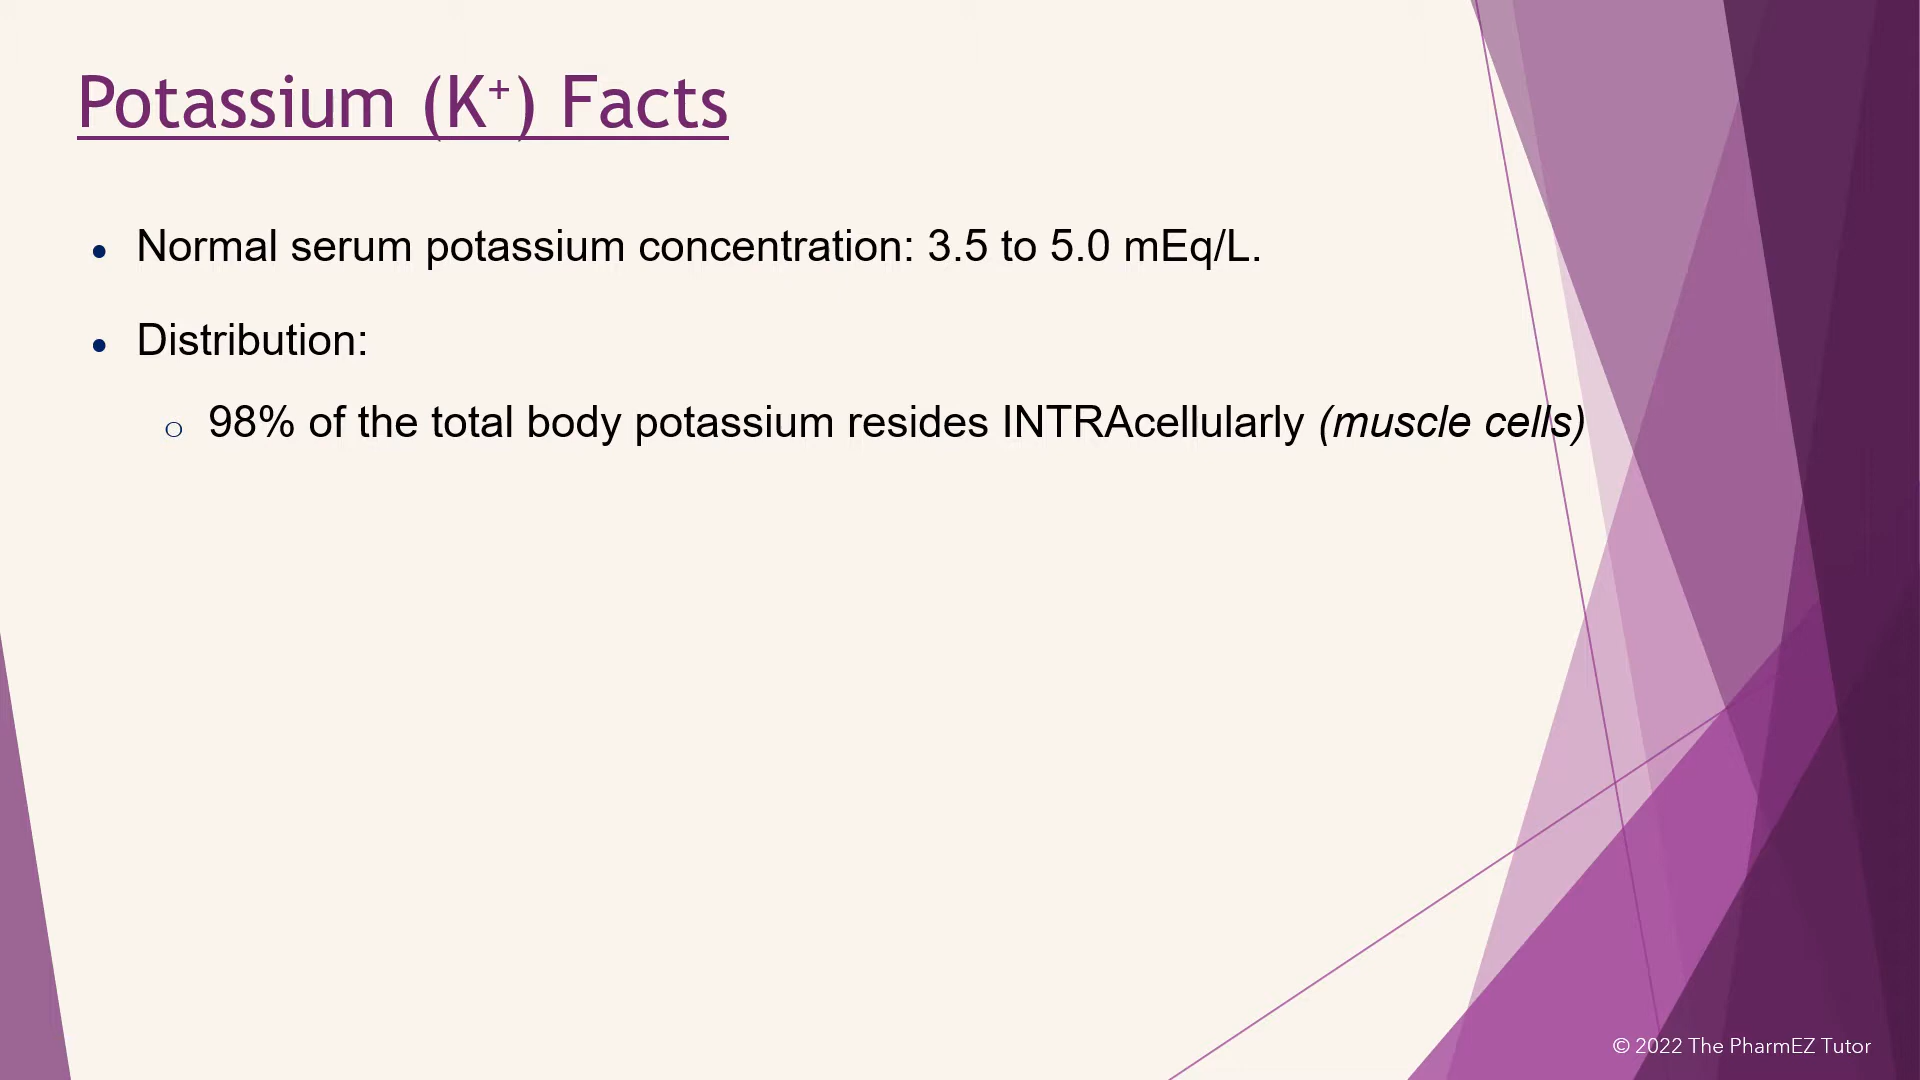 Potassium (K⁺) Facts
• Normal serum potassium concentration: 3.5 to 5.0 mEq/L.
• Distribution:
○ 98% of the total body potassium resides INTRAcellularly (muscle cells)
© 2022 The PharmEZ Tutor